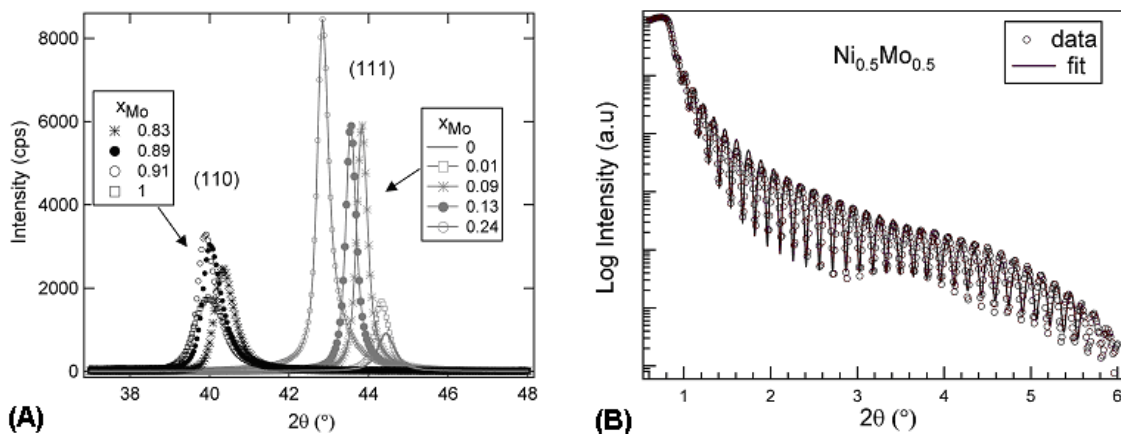 8000
6000
4000
2000
0
Intensity (cps)
38
40
42
44
46
48
2θ (°)
(A)
xMo
0.83
0.89
0.91
1
(110)
(111)
xMo
0
0.01
0.09
0.13
0.24
Log Intensity (a.u)
Ni0.5Mo0.5
data
fit
1
2
3
4
5
6
2θ (°)
(B)